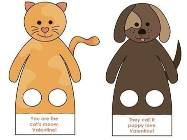 You are the
cat's meow,
Valentine!
They call it
puppy love,
Valentine!